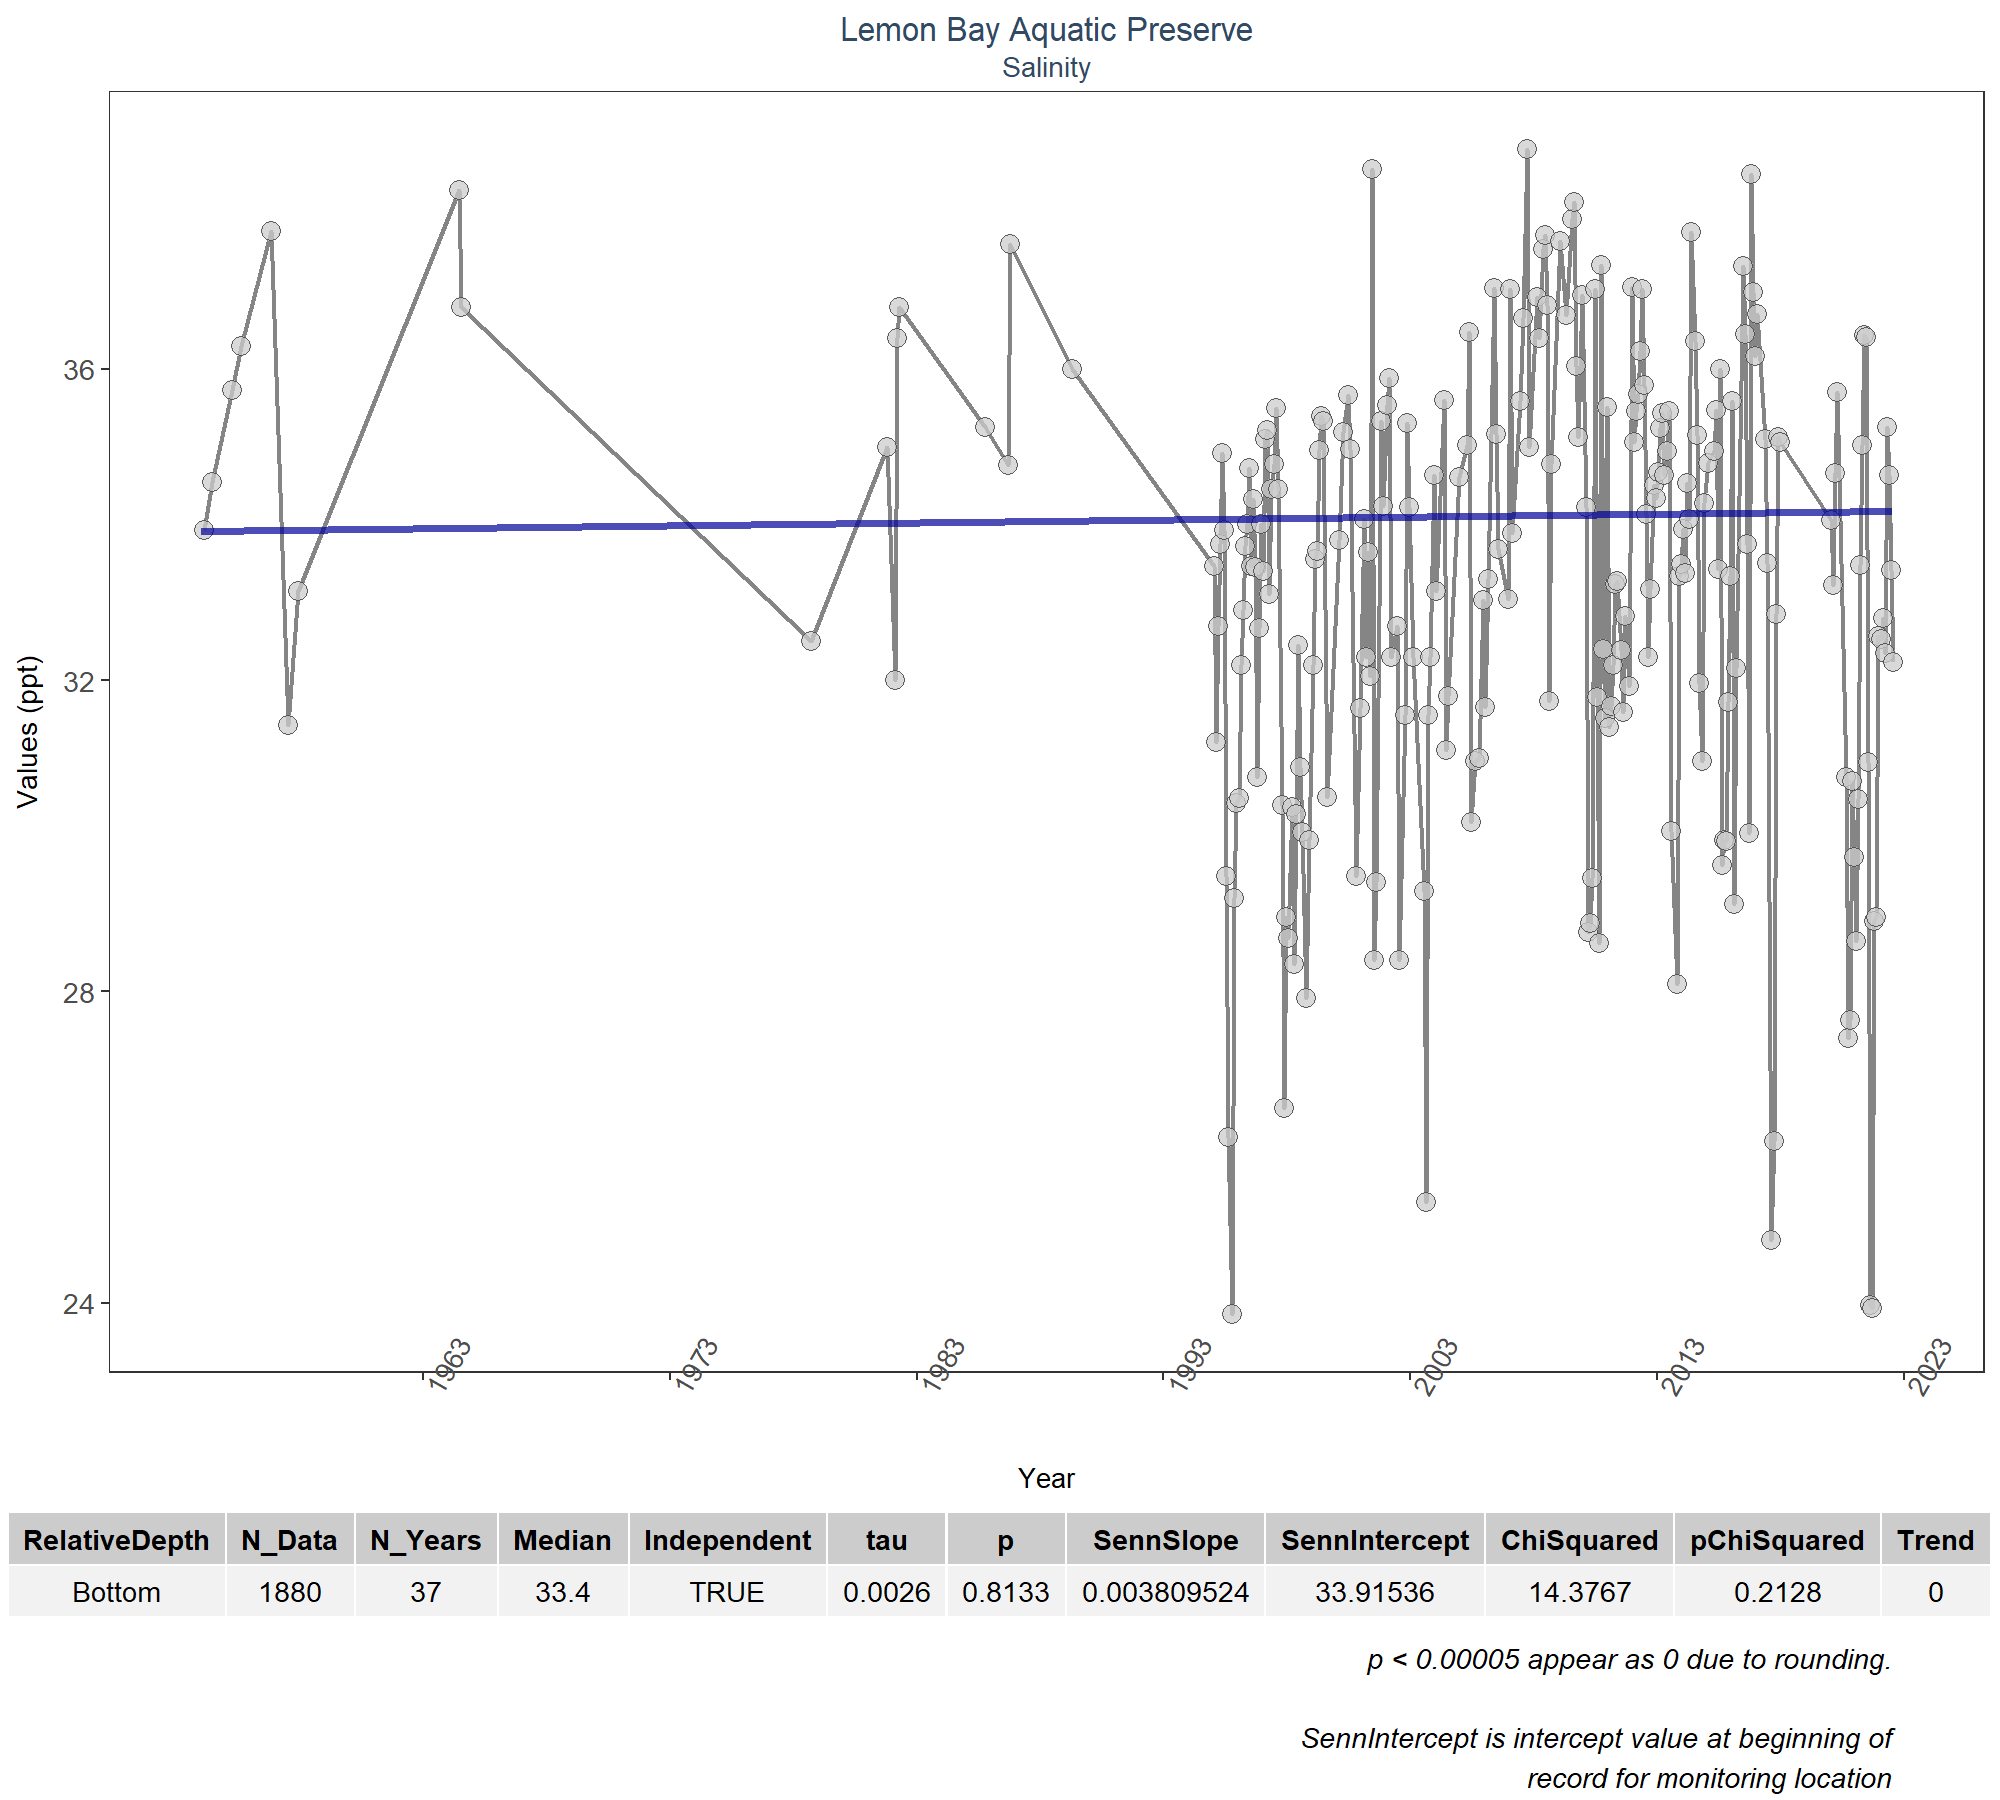 Lemon Bay Aquatic Preserve
Salinity
Values (ppt)
36
32
28
24
1963
1973
1983
1993
2003
2013
2023
Year
RelativeDepth N_Data N_Years Median Independent tau p SennSlope SennIntercept ChiSquared pChiSquared Trend
Bottom 1880 37 33.4 TRUE 0.0026 0.8133 0.003809524 33.91536 14.3767 0.2128 0
p < 0.00005 appear as 0 due to rounding.
SennIntercept is intercept value at beginning of
record for monitoring location